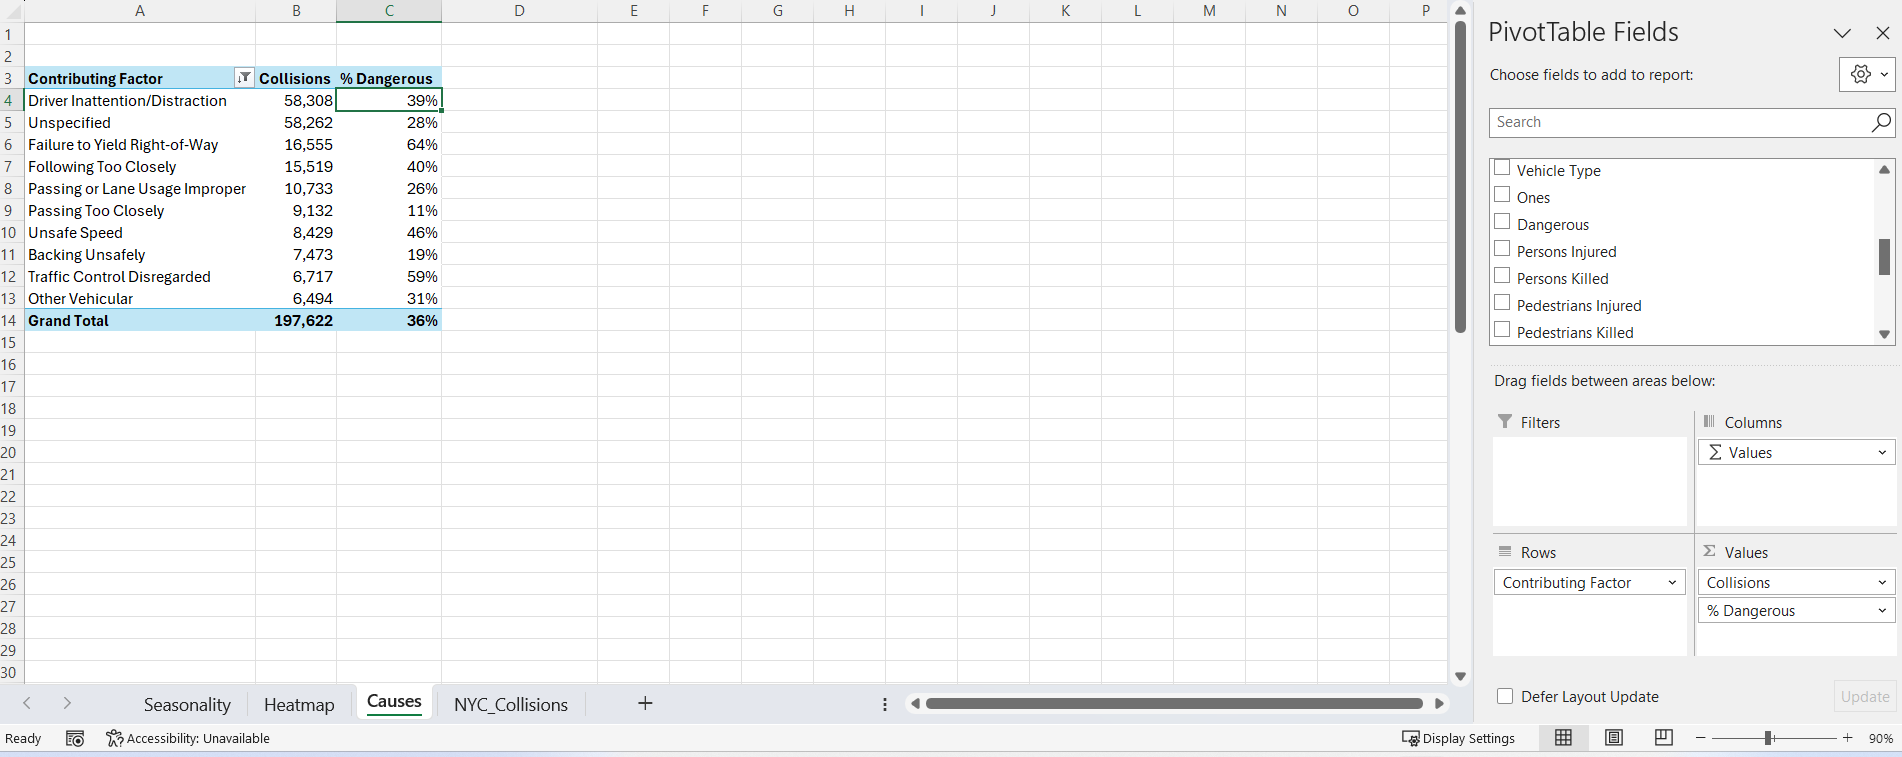 A B C D E F G H I J K L M N O P
1
2
3 Contributing Factor Collisions % Dangerous
4 Driver Inattention/Distraction 58,308 39%
5 Unspecified 58,262 28%
6 Failure to Yield Right-of-Way 16,555 64%
7 Following Too Closely 15,519 40%
8 Passing or Lane Usage Improper 10,733 26%
9 Passing Too Closely 9,132 11%
10 Unsafe Speed 8,429 46%
11 Backing Unsafely 7,473 19%
12 Traffic Control Disregarded 6,717 59%
13 Other Vehicular 6,494 31%
14 Grand Total 197,622 36%
15
16
17
18
19
20
21
22
23
24
25
26
27
28
29
30
Seasonality Heatmap Causes NYC_Collisions +
Ready Accessibility: Unavailable Display Settings − + 90%
PivotTable Fields
Choose fields to add to report:
Search
Vehicle Type
Ones
Dangerous
Persons Injured
Persons Killed
Pedestrians Injured
Pedestrians Killed
Drag fields between areas below:
Filters
Columns
Σ Values
Rows
Contributing Factor
Σ Values
Collisions
% Dangerous
Defer Layout Update Update